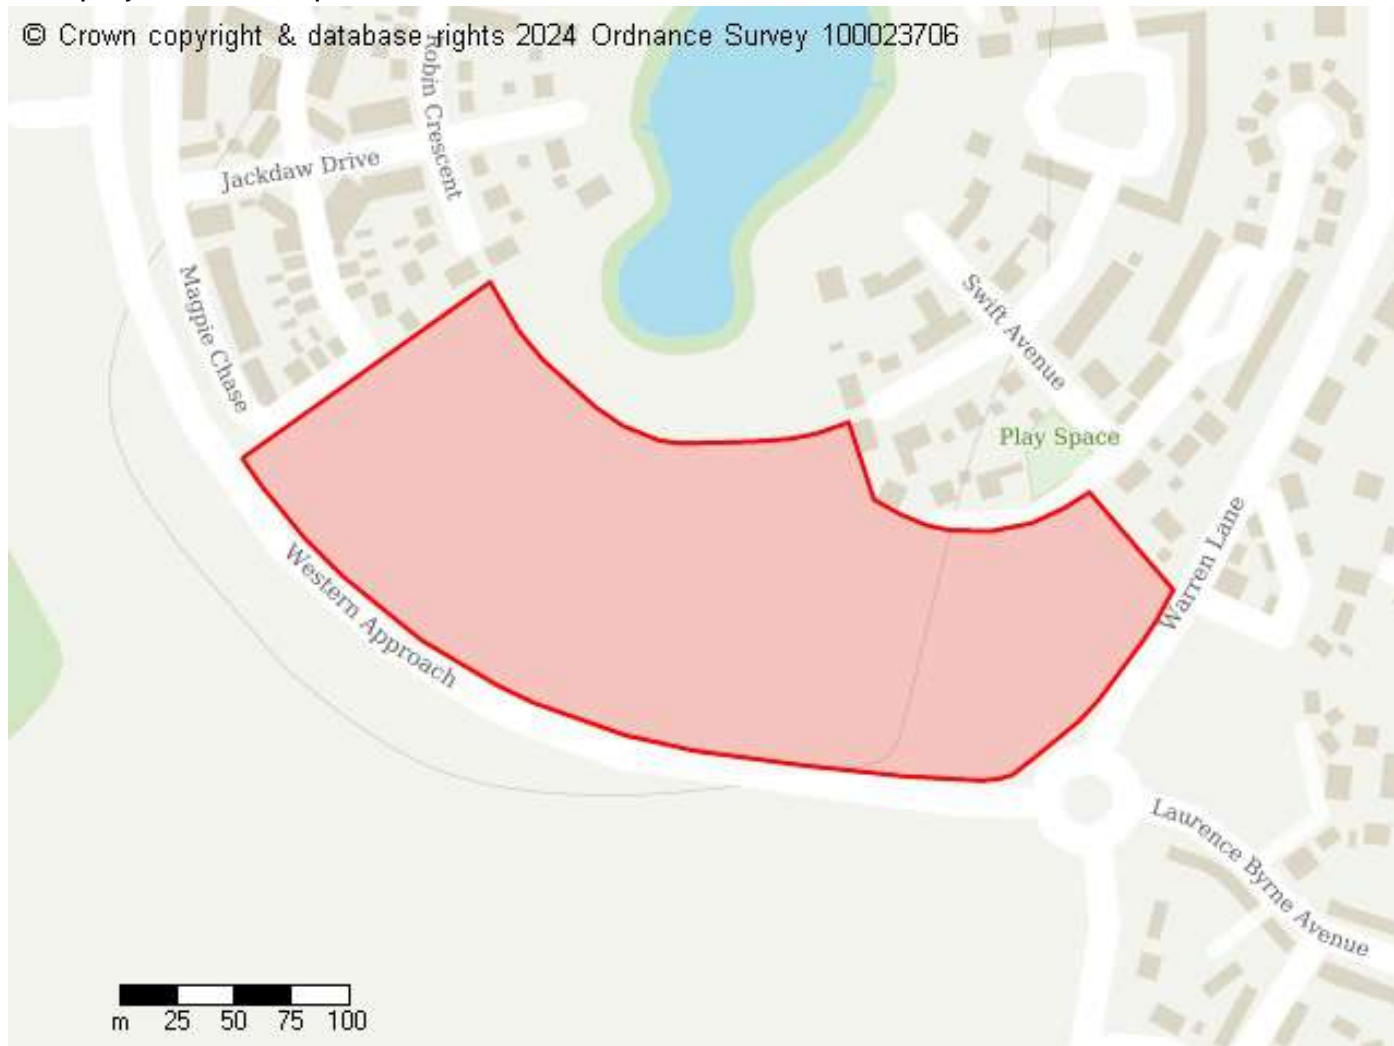 © Crown copyright & database rights 2024 Ordnance Survey 100023706
Robin Crescent
Jackdaw Drive
Magpie Chase
Swift Avenue
Play Space
Warren Lane
Western Approach
Laurence Byrne Avenue
m 25 50 75 100